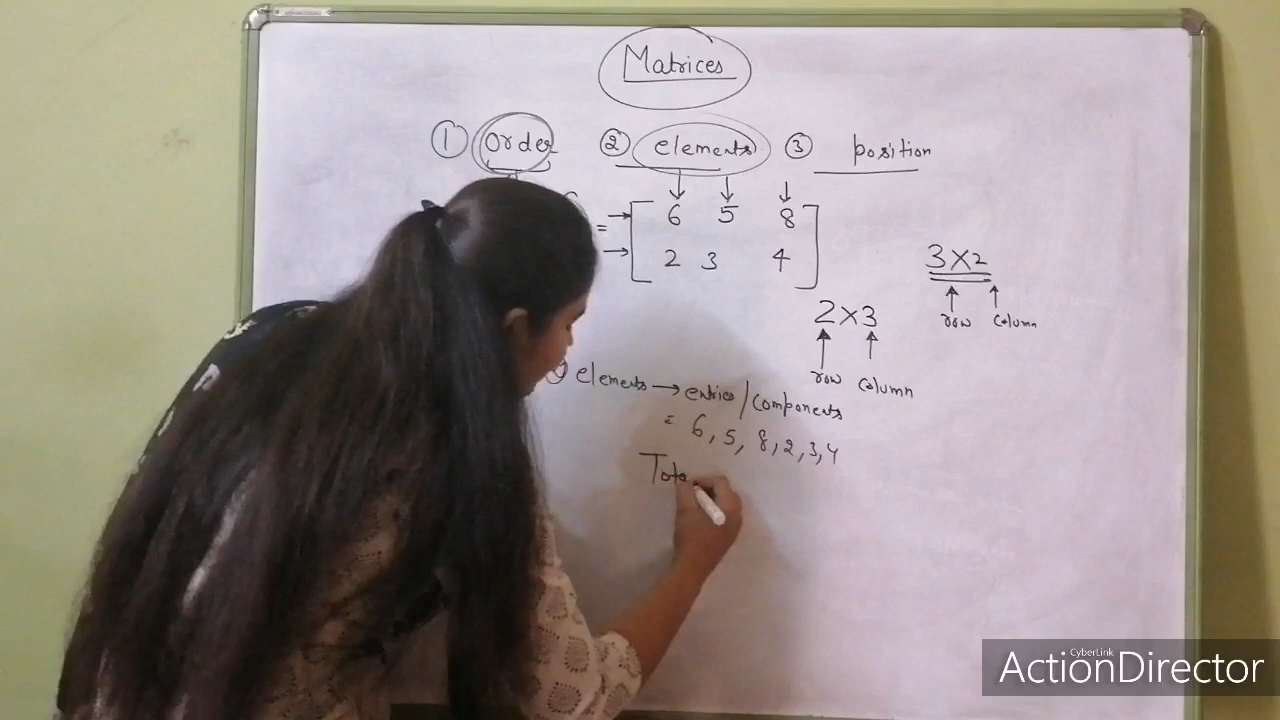 Matrices
① Order ② elements ③ position
= → [ 6 5 8
→ 2 3 4 ]
3×2
row column
2×3
row column
elements → entries / components
= 6, 5, 8, 2, 3, 4
Tota
CyberLink
ActionDirector